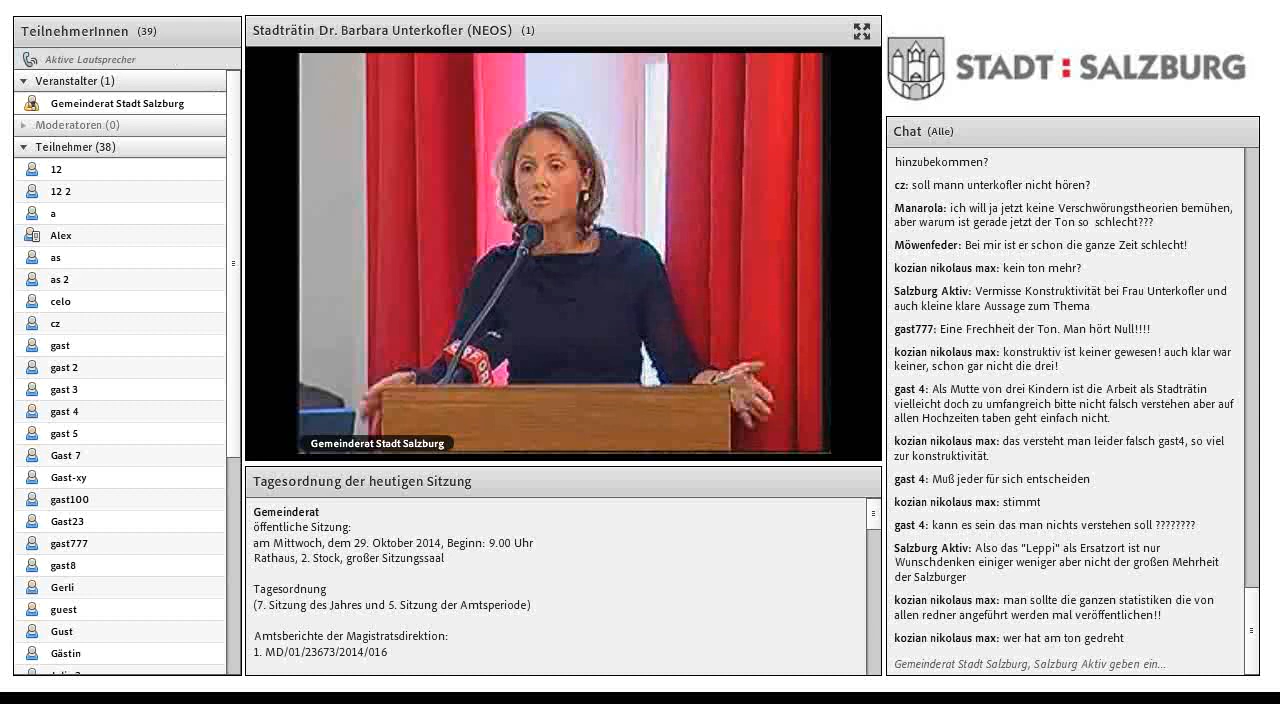 TeilnehmerInnen (39)
Aktive Lautsprecher
Veranstalter (1)
Gemeinderat Stadt Salzburg
Moderatoren (0)
Teilnehmer (38)
12
12 2
a
Alex
as
as 2
celo
cz
gast
gast 2
gast 3
gast 4
gast 5
Gast 7
Gast-xy
gast100
Gast23
gast777
gast8
Gerli
guest
Gust
Gästin
Stadträtin Dr. Barbara Unterkofler (NEOS) (1)
Gemeinderat Stadt Salzburg
Tagesordnung der heutigen Sitzung
Gemeinderat
öffentliche Sitzung:
am Mittwoch, dem 29. Oktober 2014, Beginn: 9.00 Uhr
Rathaus, 2. Stock, großer Sitzungssaal
Tagesordnung
(7. Sitzung des Jahres und 5. Sitzung der Amtsperiode)
Amtsberichte der Magistratsdirektion:
1. MD/01/23673/2014/016
STADT : SALZBURG
Chat (Alle)
hinzubekommen?
cz: soll mann unterkofler nicht hören?
Manarola: ich will ja jetzt keine Verschwörungstheorien bemühen,
aber warum ist gerade jetzt der Ton so schlecht???
Möwenfeder: Bei mir ist er schon die ganze Zeit schlecht!
kozian nikolaus max: kein ton mehr?
Salzburg Aktiv: Vermisse Konstruktivität bei Frau Unterkofler und
auch kleine klare Aussage zum Thema
gast777: Eine Frechheit der Ton. Man hört Null!!!!
kozian nikolaus max: konstruktiv ist keiner gewesen! auch klar war
keiner, schon gar nicht die drei!
gast 4: Als Mutte von drei Kindern ist die Arbeit als Stadträtin
vielleicht doch zu umfangreich bitte nicht falsch verstehen aber auf
allen Hochzeiten taben geht einfach nicht.
kozian nikolaus max: das versteht man leider falsch gast4, so viel
zur konstruktivität.
gast 4: Muß jeder für sich entscheiden
kozian nikolaus max: stimmt
gast 4: kann es sein das man nichts verstehen soll ????????
Salzburg Aktiv: Also das "Leppi" als Ersatzort ist nur
Wunschdenken einiger weniger aber nicht der großen Mehrheit
der Salzburger
kozian nikolaus max: man sollte die ganzen statistiken die von
allen redner angeführt werden mal veröffentlichen!!
kozian nikolaus max: wer hat am ton gedreht
Gemeinderat Stadt Salzburg, Salzburg Aktiv geben ein...